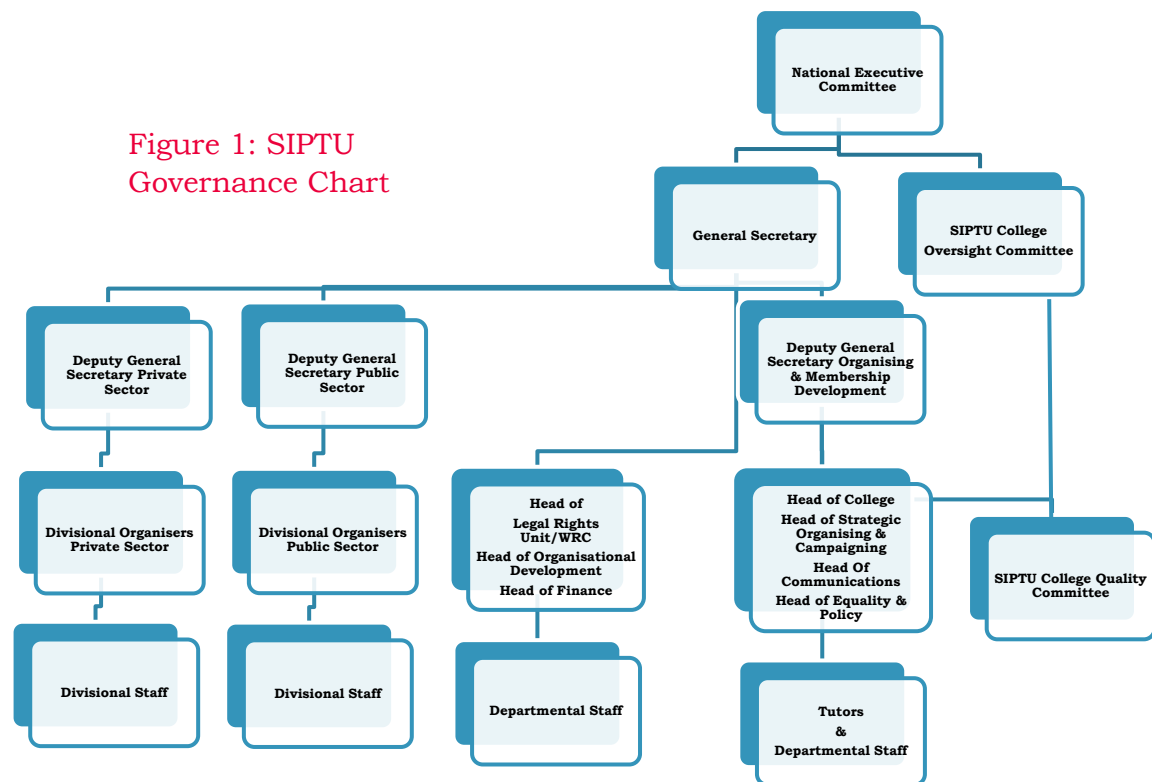 National Executive
Committee
Figure 1: SIPTU
Governance Chart
General Secretary
SIPTU College
Oversight Committee
Deputy General
Secretary Private
Sector
Deputy General
Secretary Public
Sector
Deputy General
Secretary Organising
& Membership
Development
Divisional Organisers
Private Sector
Divisional Organisers
Public Sector
Head of
Legal Rights
Unit/WRC
Head of Organisational
Development
Head of Finance
Head of College
Head of Strategic
Organising &
Campaigning
Head Of
Communications
Head of Equality &
Policy
SIPTU College Quality
Committee
Divisional Staff
Divisional Staff
Departmental Staff
Tutors
&
Departmental Staff